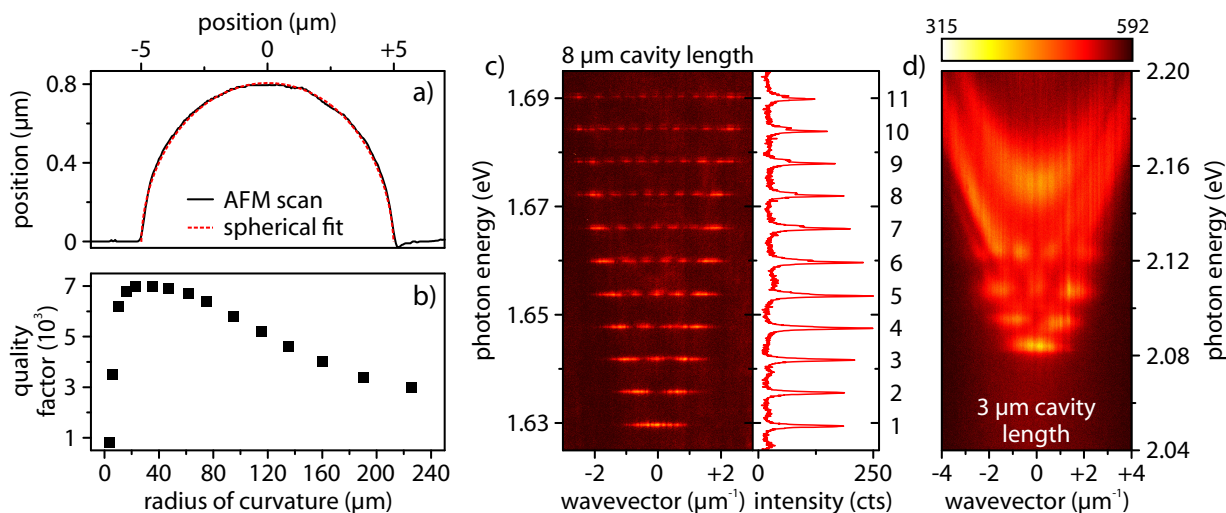 position (µm)
-5 0 +5
a)
position (µm)
0.8
0.4
0
AFM scan
spherical fit
b)
quality
factor (10³)
7
5
3
1
0 40 80 120 160 200 240
radius of curvature (µm)
c)
8 µm cavity length
photon energy (eV)
1.69
1.67
1.65
1.63
11
10
9
8
7
6
5
4
3
2
1
-2 0 +2
0 250
wavevector (µm⁻¹) intensity (cts)
315 592
d)
2.20
2.16
2.12
2.08
2.04
photon energy (eV)
3 µm cavity
length
-4 -2 0 +2 +4
wavevector (µm⁻¹)